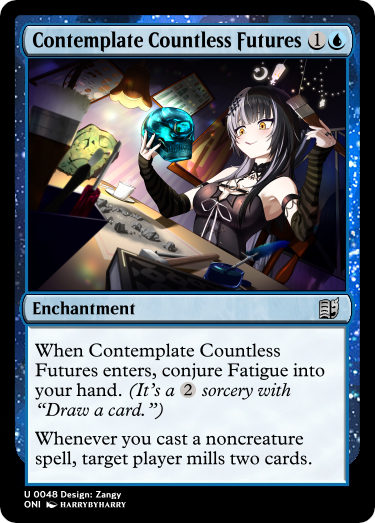 Contemplate Countless Futures 1
Enchantment
When Contemplate Countless
Futures enters, conjure Fatigue into
your hand. (It's a 2 sorcery with
“Draw a card.”)
Whenever you cast a noncreature
spell, target player mills two cards.
U 0048 Design: Zangy
ONI HARRYBYHARRY